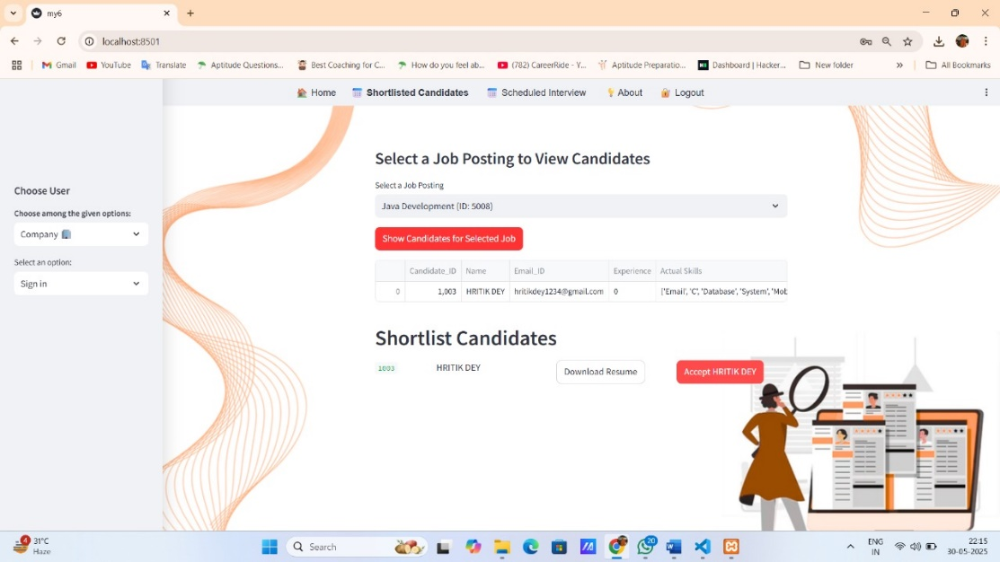 my6
localhost:8501
Gmail YouTube Translate Aptitude Questions... Best Coaching for C... How do you feel ab... (782) CareerRide - Y... Aptitude Preparatio... Dashboard | Hacker... New folder » All Bookmarks
Home Shortlisted Candidates Scheduled Interview About Logout
Select a Job Posting to View Candidates
Select a Job Posting
Java Development (ID: 5008)
Show Candidates for Selected Job
Candidate_ID Name Email_ID Experience Actual Skills
0 1,003 HRITIK DEY hritikdey1234@gmail.com 0 ['Email', 'C', 'Database', 'System', 'Mot
Shortlist Candidates
1003 HRITIK DEY Download Resume Accept HRITIK DEY
Choose User
Choose among the given options:
Company
Select an option:
Sign in
4 31°C
Haze
Search
20
ENG
IN
22:15
30-05-2025